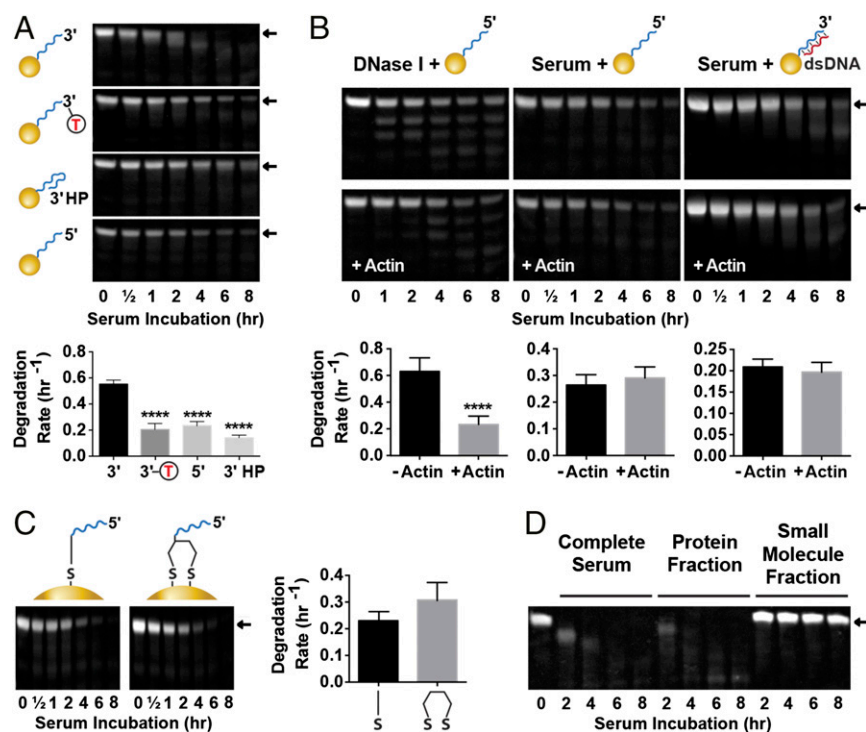 A
3'
3'
T
3' HP
5'
0 ½ 1 2 4 6 8
Serum Incubation (hr)
Degradation
Rate (hr⁻¹)
0.8
0.6
0.4
0.2
0.0
**** **** ****
3' 3'–T 5' 3' HP
B
5'
DNase I +
5'
Serum +
3'
Serum + dsDNA
+ Actin
+ Actin
+ Actin
0 1 2 3 4 6 8
0 ½ 1 2 4 6 8
0 ½ 1 2 4 6 8
Serum Incubation (hr)
Degradation
Rate (hr⁻¹)
0.9
0.6
0.3
0.0
****
-Actin +Actin
0.4
0.3
0.2
0.1
0.0
-Actin +Actin
0.20
0.15
0.10
0.05
0.00
-Actin +Actin
C
5'
S
5'
S S
0 ½ 1 2 4 6 8
0 ½ 1 2 4 6 8
Serum Incubation (hr)
Degradation
Rate (hr⁻¹)
0.4
0.3
0.2
0.1
0.0
S
S S
D
Complete
Serum
Protein
Fraction
Small
Molecule
Fraction
0 2 4 6 8 2 4 6 8 2 4 6 8
Serum Incubation (hr)